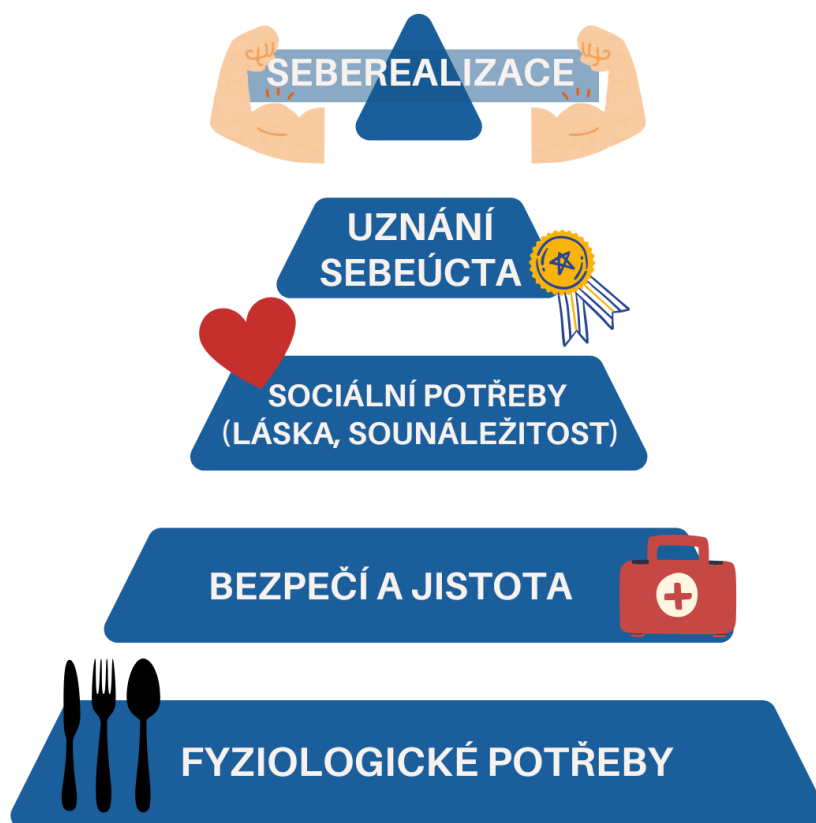 SEBEREALIZACE
UZNÁNÍ
SEBEÚCTA
SOCIÁLNÍ POTŘEBY
(LÁSKA, SOUNÁLEŽITOST)
BEZPEČÍ A JISTOTA
FYZIOLOGICKÉ POTŘEBY